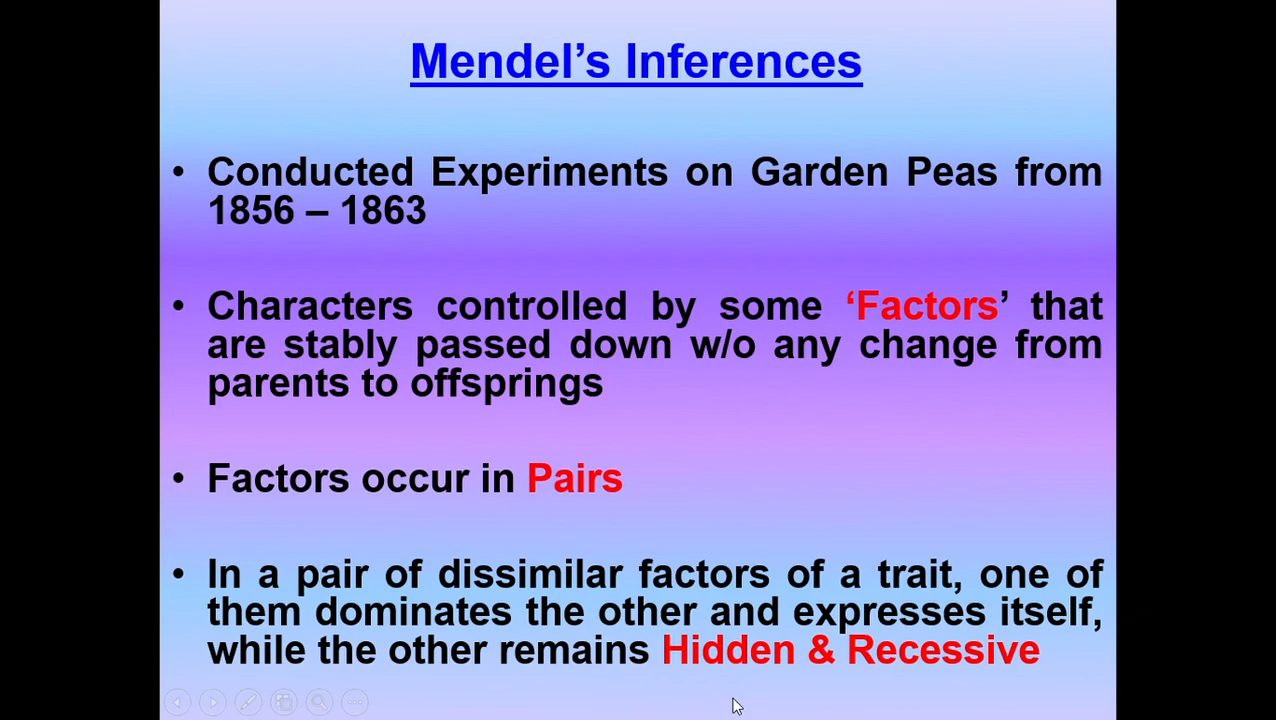 Mendel’s Inferences
• Conducted Experiments on Garden Peas from
1856 – 1863
• Characters controlled by some ‘Factors’ that
are stably passed down w/o any change from
parents to offsprings
• Factors occur in Pairs
• In a pair of dissimilar factors of a trait, one of
them dominates the other and expresses itself,
while the other remains Hidden & Recessive